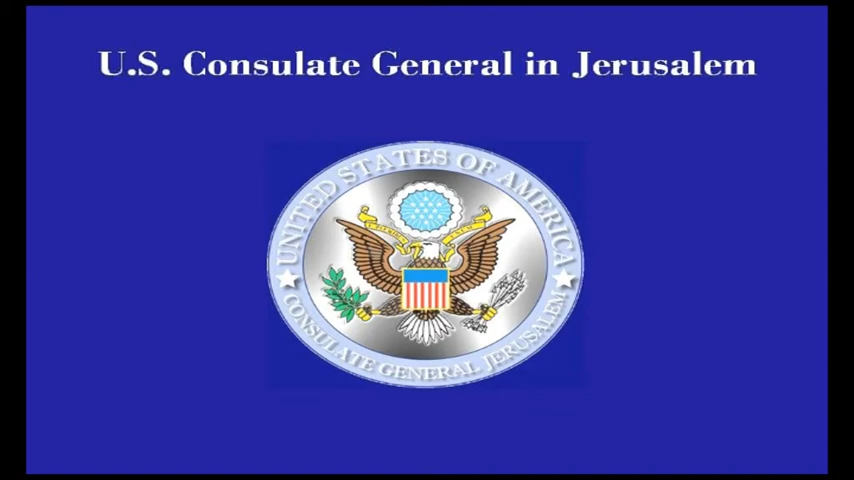 U.S. Consulate General in Jerusalem
UNITED STATES OF AMERICA
CONSULATE GENERAL JERUSALEM